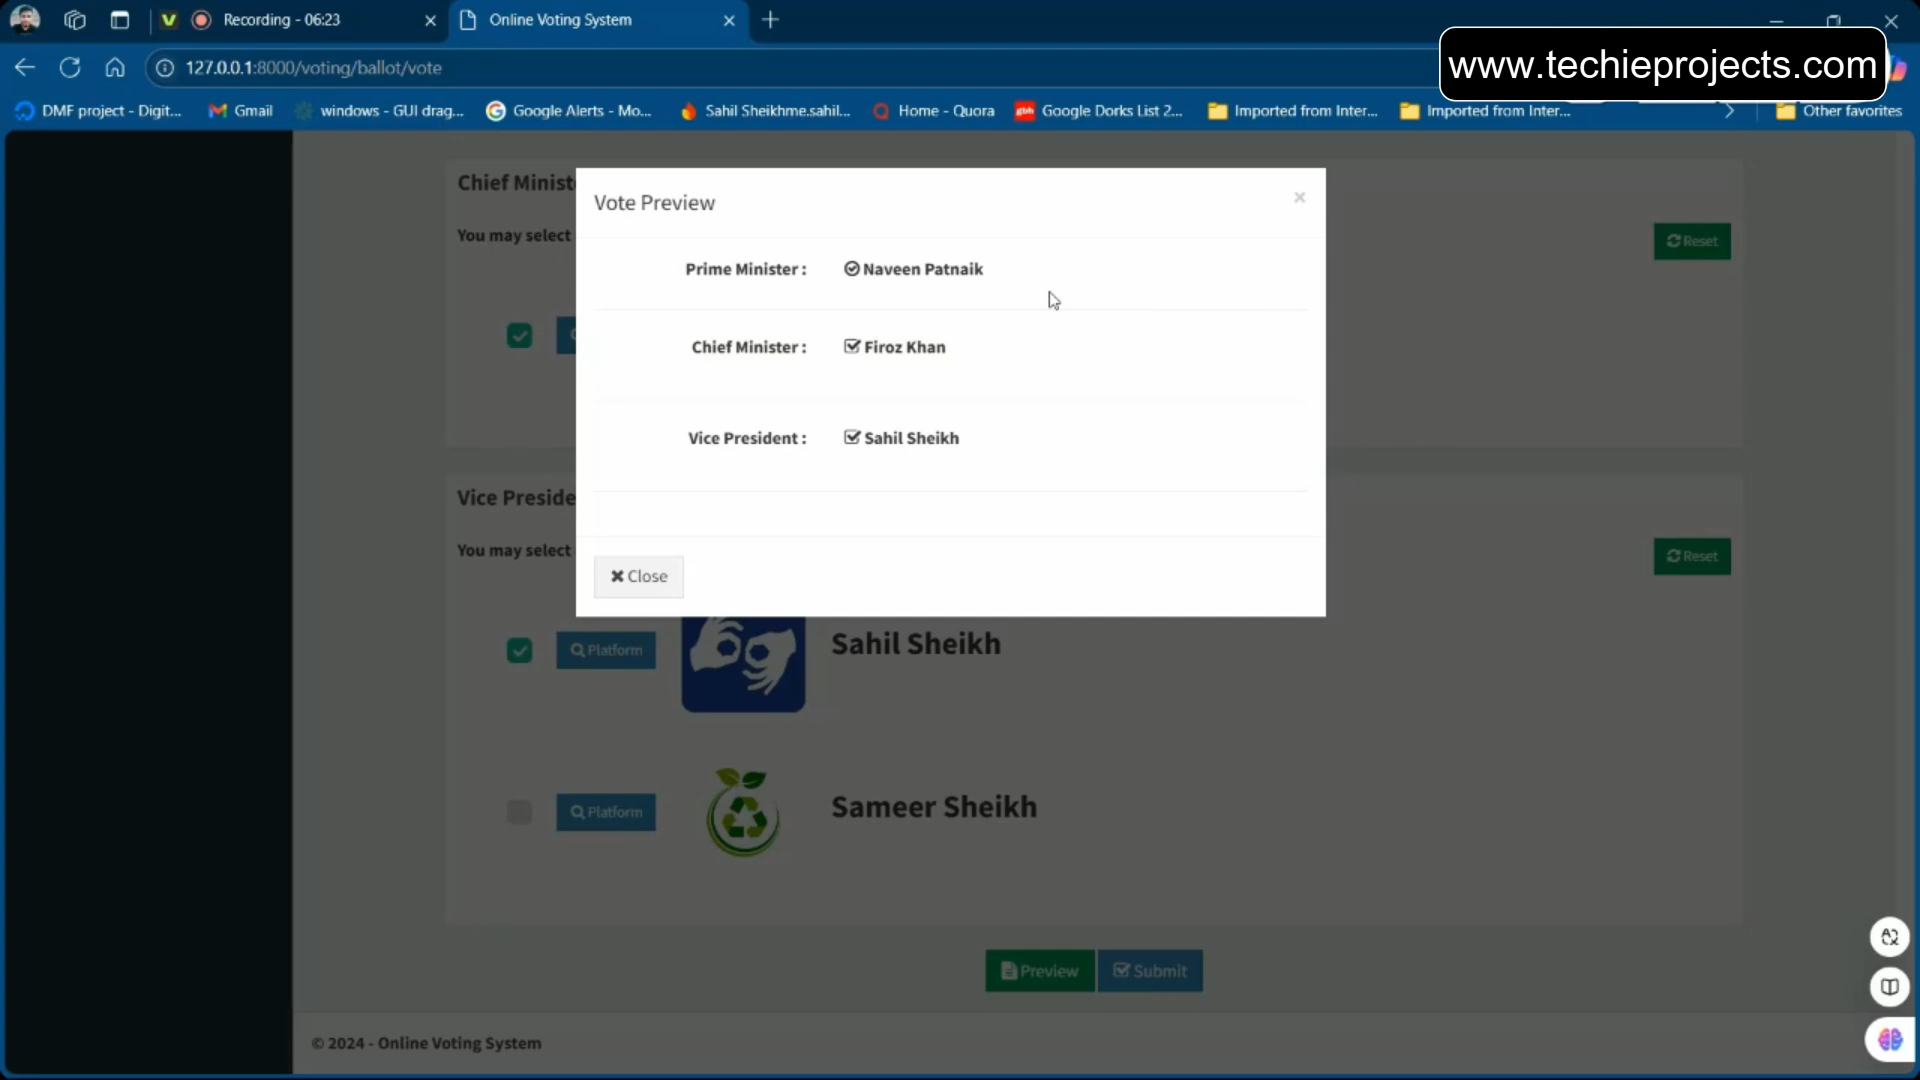 Recording - 06:23
Online Voting System
www.techieprojects.com
127.0.0.1:8000/voting/ballot/vote
DMF project - Digit...
Gmail
windows - GUI drag...
Google Alerts - Mo...
Sahil Sheikhme.sahil...
Home - Quora
Google Dorks List 2...
Imported from Inter...
Imported from Inter...
Other favorites
Chief Minist
You may select
Reset
Vote Preview
Prime Minister :
Naveen Patnaik
Chief Minister :
Firoz Khan
Vice President :
Sahil Sheikh
Close
Vice Preside
You may select
Reset
Platform
Sahil Sheikh
Platform
Sameer Sheikh
Preview
Submit
© 2024 - Online Voting System